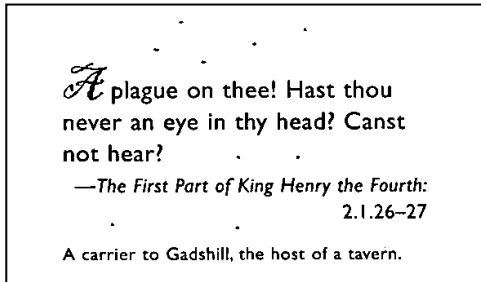 A plague on thee! Hast thou
never an eye in thy head? Canst
not hear?
—The First Part of King Henry the Fourth:
2.1.26–27
A carrier to Gadshill, the host of a tavern.